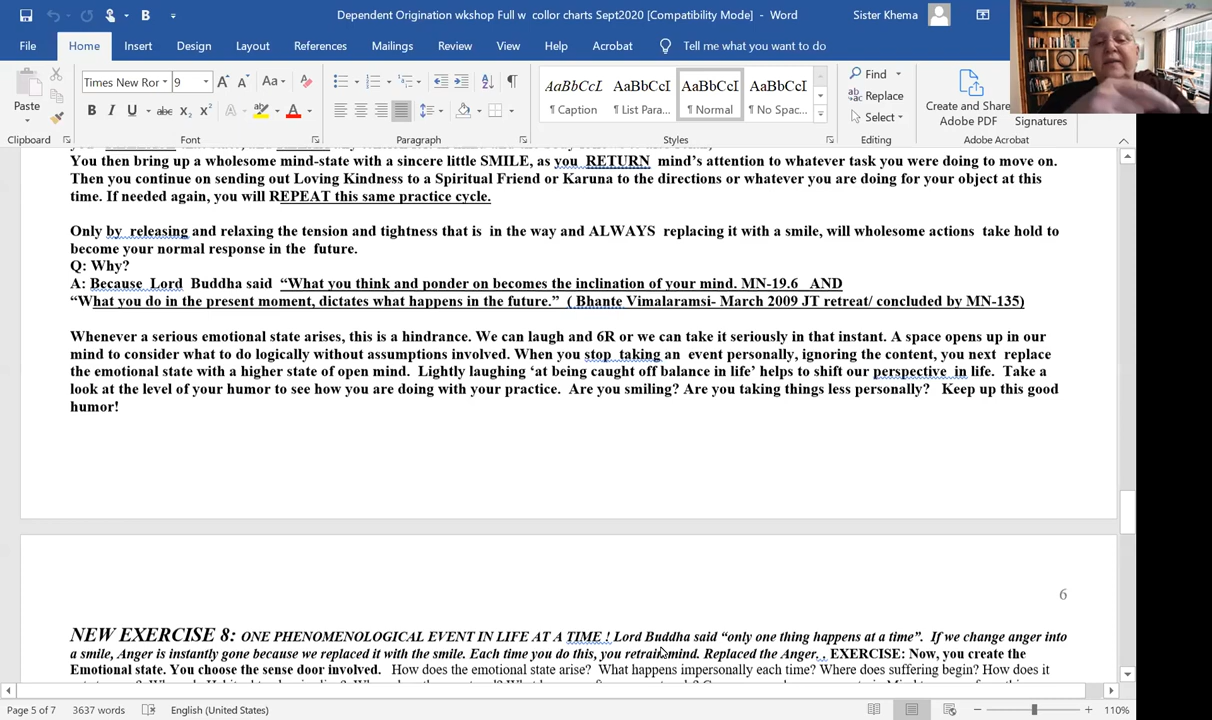 Dependent Origination wkshop Full w collor charts Sept2020 [Compatibility Mode] - Word
Sister Khema
File Home Insert Design Layout References Mailings Review View Help Acrobat Tell me what you want to do
Paste
Clipboard
Times New Ror 9
Font
Paragraph
AaBbCcL AaBbCcI AaBbCcI AaBbCcI
Caption ¶ List Para... ¶ Normal ¶ No Spac...
Styles
Find
Replace
Select
Editing
Create and Share
Adobe PDF
Signatures
Adobe Acrobat
You then bring up a wholesome mind-state with a sincere little SMILE, as you RETURN mind's attention to whatever task you were doing to move on.
Then you continue on sending out Loving Kindness to a Spiritual Friend or Karuna to the directions or whatever you are doing for your object at this
time. If needed again, you will REPEAT this same practice cycle.
Only by releasing and relaxing the tension and tightness that is in the way and ALWAYS replacing it with a smile, will wholesome actions take hold to
become your normal response in the future.
Q: Why?
A: Because Lord Buddha said “What you think and ponder on becomes the inclination of your mind. MN-19.6 AND
“What you do in the present moment, dictates what happens in the future.” ( Bhante Vimalaramsi- March 2009 JT retreat/ concluded by MN-135)
Whenever a serious emotional state arises, this is a hindrance. We can laugh and 6R or we can take it seriously in that instant. A space opens up in our
mind to consider what to do logically without assumptions involved. When you stop taking an event personally, ignoring the content, you next replace
the emotional state with a higher state of open mind. Lightly laughing ‘at being caught off balance in life’ helps to shift our perspective in life. Take a
look at the level of your humor to see how you are doing with your practice. Are you smiling? Are you taking things less personally? Keep up this good
humor!
6
NEW EXERCISE 8: ONE PHENOMENOLOGICAL EVENT IN LIFE AT A TIME ! Lord Buddha said “only one thing happens at a time”. If we change anger into
a smile, Anger is instantly gone because we replaced it with the smile. Each time you do this, you retrain mind. Replaced the Anger. . EXERCISE: Now, you create the
Emotional state. You choose the sense door involved. How does the emotional state arise? What happens impersonally each time? Where does suffering begin? How does it
Page 5 of 7 3637 words English (United States) 110%